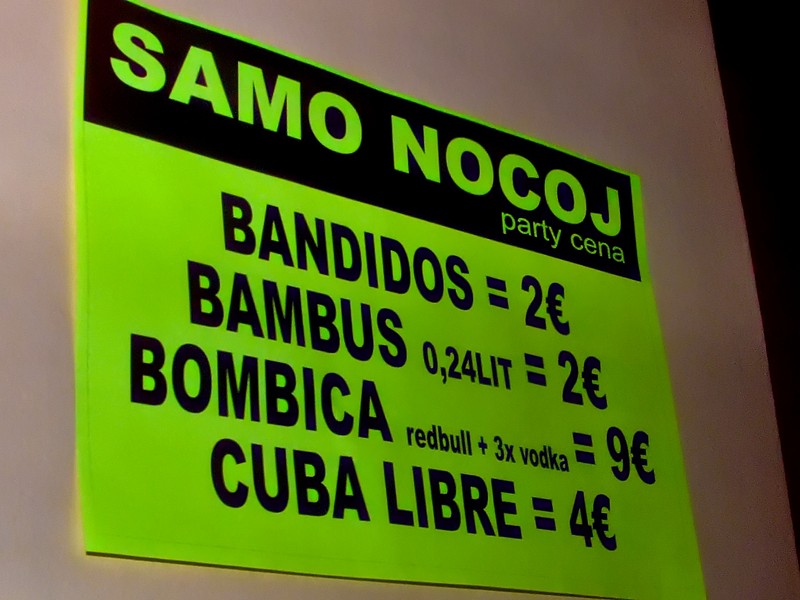 SAMO NOCOJ
party cena
BANDIDOS = 2€
BAMBUS 0,24LIT = 2€
BOMBICA redbull + 3x vodka = 9€
CUBA LIBRE = 4€